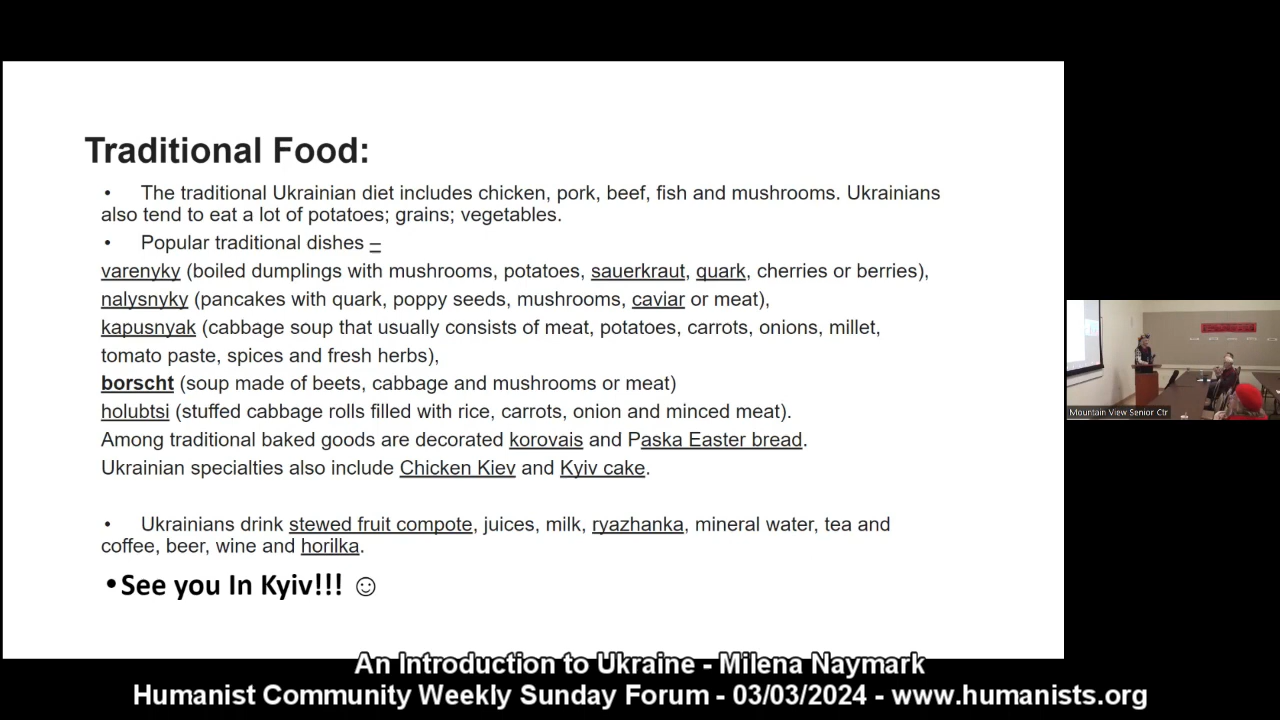 Traditional Food:
• The traditional Ukrainian diet includes chicken, pork, beef, fish and mushrooms. Ukrainians
also tend to eat a lot of potatoes; grains; vegetables.
• Popular traditional dishes –
varenyky (boiled dumplings with mushrooms, potatoes, sauerkraut, quark, cherries or berries),
nalysnyky (pancakes with quark, poppy seeds, mushrooms, caviar or meat),
kapusnyak (cabbage soup that usually consists of meat, potatoes, carrots, onions, millet,
tomato paste, spices and fresh herbs),
borscht (soup made of beets, cabbage and mushrooms or meat)
holubtsi (stuffed cabbage rolls filled with rice, carrots, onion and minced meat).
Among traditional baked goods are decorated korovais and Paska Easter bread.
Ukrainian specialties also include Chicken Kiev and Kyiv cake.
• Ukrainians drink stewed fruit compote, juices, milk, ryazhanka, mineral water, tea and
coffee, beer, wine and horilka.
•See you In Kyiv!!! ☺
Mountain View Senior Ctr
An Introduction to Ukraine - Milena Naymark
Humanist Community Weekly Sunday Forum - 03/03/2024 - www.humanists.org